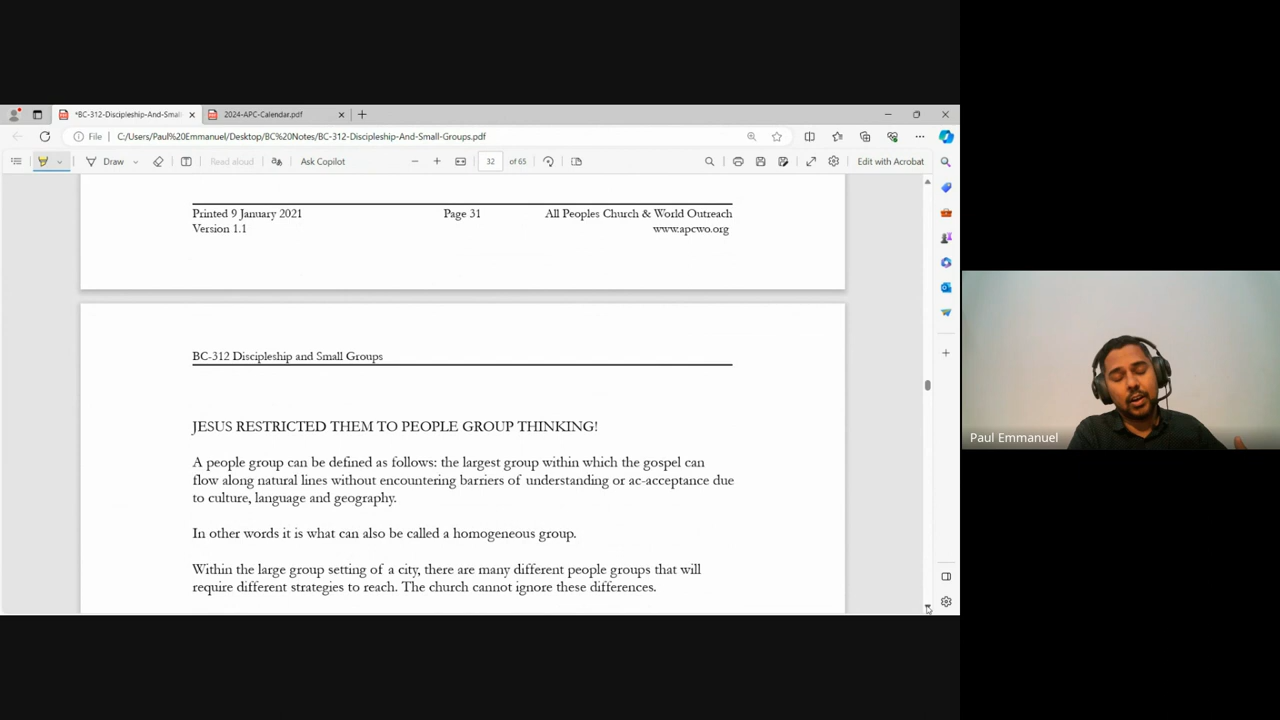 *BC-312-Discipleship-And-Small-
2024-APC-Calendar.pdf
File
C:/Users/Paul%20Emmanuel/Desktop/BC%20Notes/BC-312-Discipleship-And-Small-Groups.pdf
Draw
Read aloud
Ask Copilot
32 of 65
Edit with Acrobat
Printed 9 January 2021 Page 31 All Peoples Church & World Outreach
Version 1.1 www.apcwo.org
BC-312 Discipleship and Small Groups
JESUS RESTRICTED THEM TO PEOPLE GROUP THINKING!
A people group can be defined as follows: the largest group within which the gospel can
flow along natural lines without encountering barriers of understanding or ac-acceptance due
to culture, language and geography.
In other words it is what can also be called a homogeneous group.
Within the large group setting of a city, there are many different people groups that will
require different strategies to reach. The church cannot ignore these differences.
Paul Emmanuel